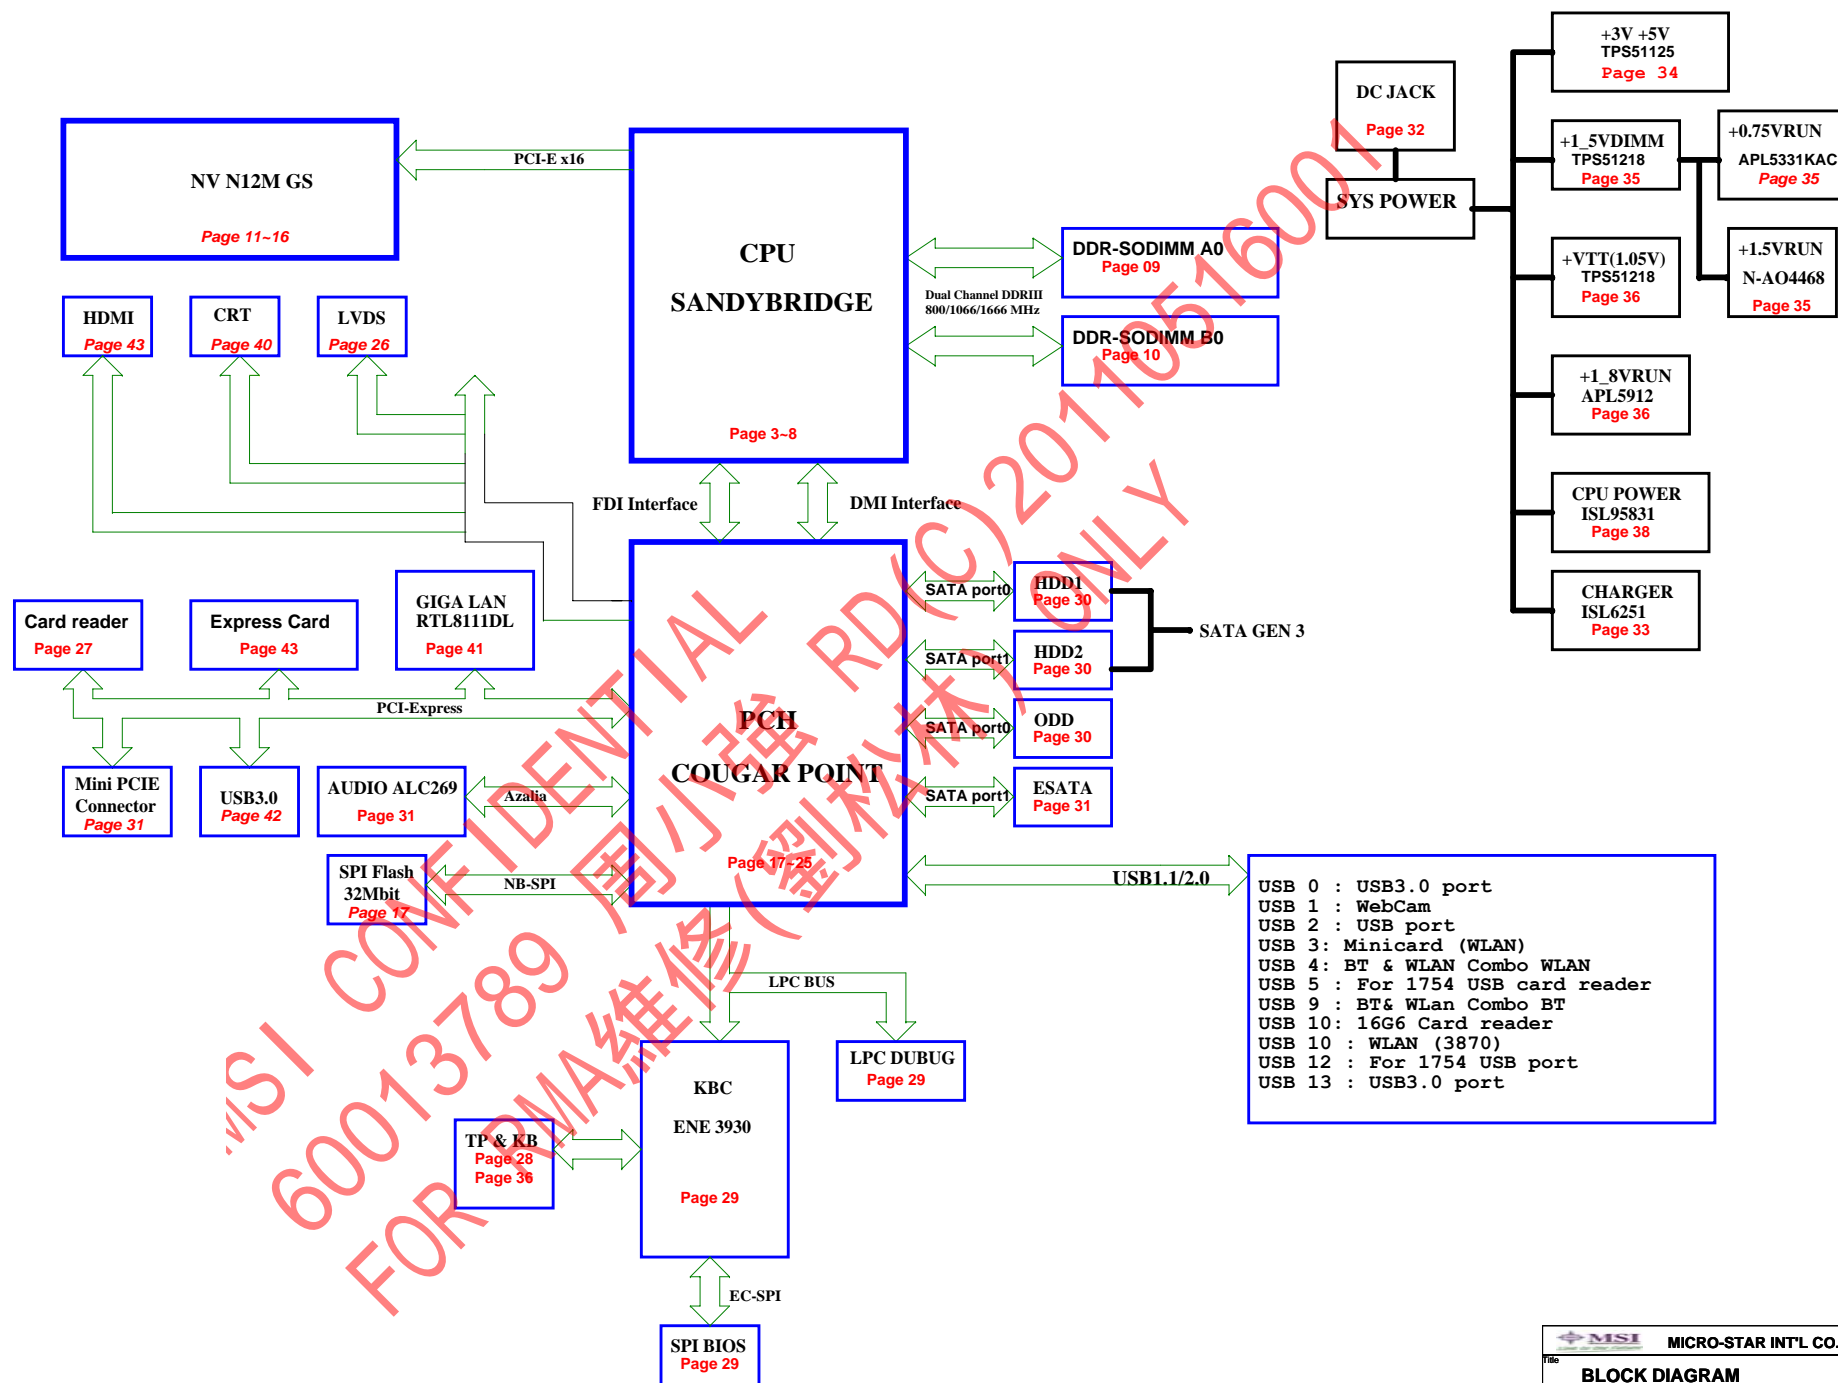 NV N12M GS
Page 11~16
PCI-E x16
CPU
SANDYBRIDGE
Page 3~8
DDR-SODIMM A0
Page 09
Dual Channel DDRIII
800/1066/1666 MHz
DDR-SODIMM B0
Page 10
DC JACK
Page 32
SYS POWER
+3V +5V
TPS51125
Page 34
+1_5VDIMM
TPS51218
Page 35
+0.75VRUN
APL5331KAC
Page 35
+VTT(1.05V)
TPS51218
Page 36
+1.5VRUN
N-AO4468
Page 35
+1_8VRUN
APL5912
Page 36
CPU POWER
ISL95831
Page 38
CHARGER
ISL6251
Page 33
HDMI
Page 43
CRT
Page 40
LVDS
Page 26
FDI Interface
DMI Interface
Card reader
Page 27
Express Card
Page 43
GIGA LAN
RTL8111DL
Page 41
PCI-Express
Mini PCIE
Connector
Page 31
USB3.0
Page 42
AUDIO ALC269
Page 31
Azalia
SPI Flash
32Mbit
Page 17
NB-SPI
PCH
COUGAR POINT
Page 17~25
SATA port0
HDD1
Page 30
SATA port1
HDD2
Page 30
SATA GEN 3
SATA port0
ODD
Page 30
SATA port1
ESATA
Page 31
USB1.1/2.0
USB 0 : USB3.0 port
USB 1 : WebCam
USB 2 : USB port
USB 3: Minicard (WLAN)
USB 4: BT & WLAN Combo WLAN
USB 5 : For 1754 USB card reader
USB 9 : BT& WLan Combo BT
USB 10: 16G6 Card reader
USB 10 : WLAN (3870)
USB 12 : For 1754 USB port
USB 13 : USB3.0 port
LPC BUS
LPC DUBUG
Page 29
KBC
ENE 3930
Page 29
TP & KB
Page 28
Page 36
EC-SPI
SPI BIOS
Page 29
MSI CONFIDENTIAL
60013789 周小強 RD(C)20110516001
FOR RMA維修(劉松林) ONLY
MSI
MICRO-STAR INT'L CO.
Title
BLOCK DIAGRAM